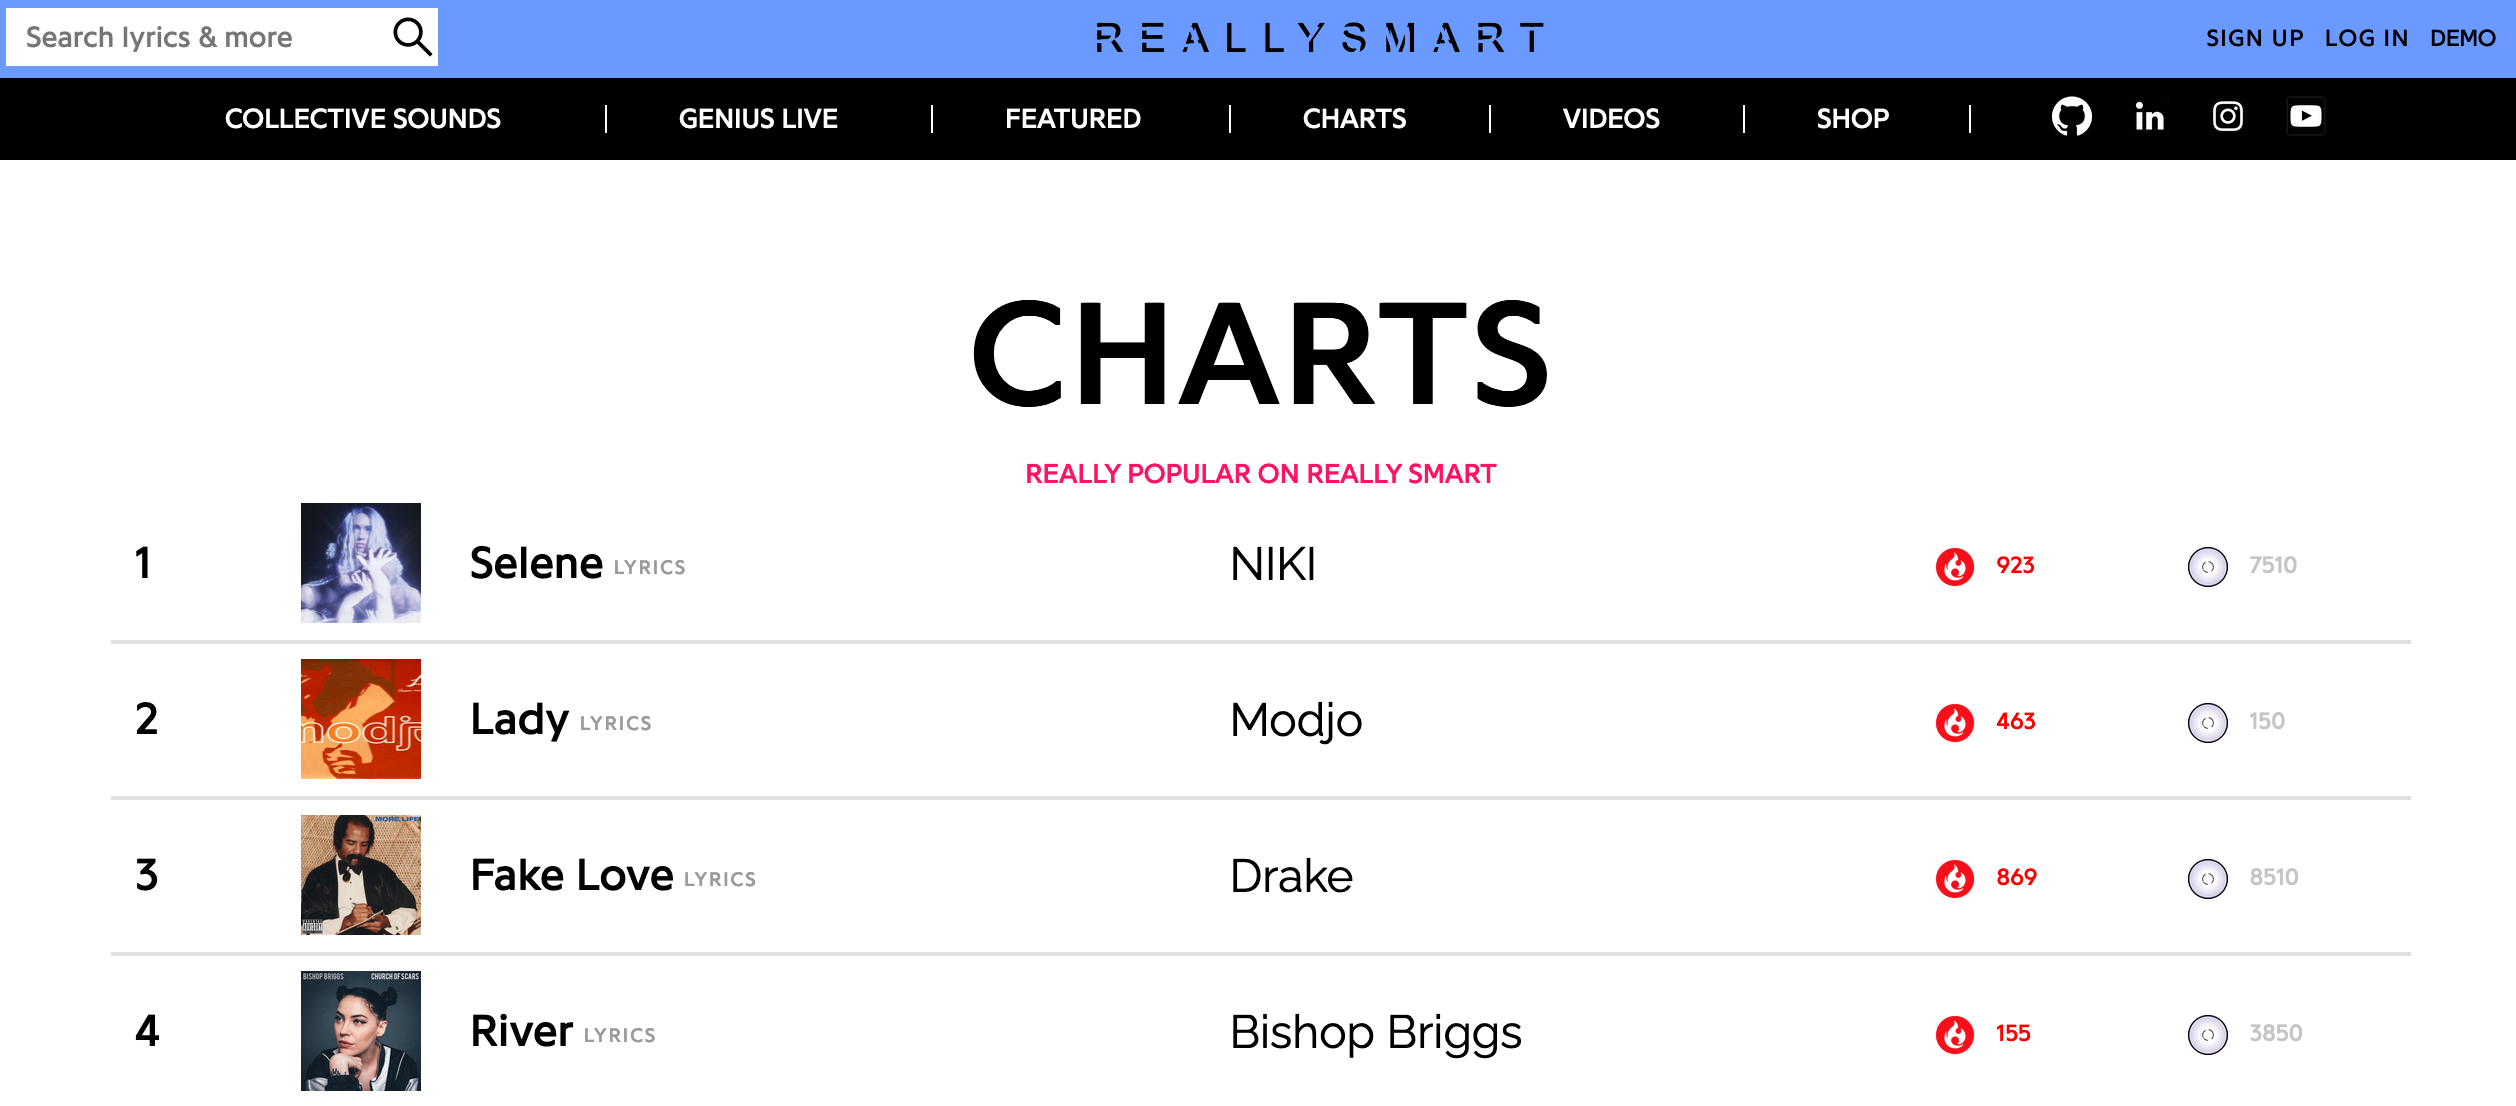 Search lyrics & more
REALLYSMART
SIGN UP LOG IN DEMO
COLLECTIVE SOUNDS | GENIUS LIVE | FEATURED | CHARTS | VIDEOS | SHOP |
CHARTS
REALLY POPULAR ON REALLY SMART
1 Selene LYRICS NIKI 923 7510
modjo
2 Lady LYRICS Modjo 463 150
MORE LIFE
3 Fake Love LYRICS Drake 869 8510
BISHOP BRIGGS CHURCH OF SCARS
4 River LYRICS Bishop Briggs 155 3850